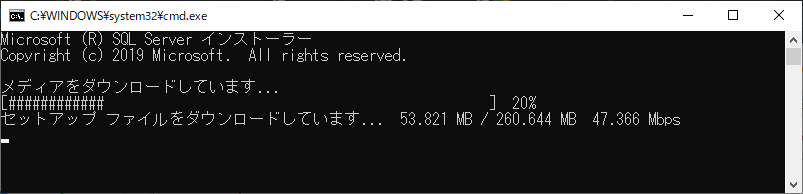 C:¥WINDOWS¥system32¥cmd.exe
Microsoft (R) SQL Server インストーラー
Copyright (c) 2019 Microsoft.  All rights reserved.
メディアをダウンロードしています...
[############                                                ]  20%
セットアップ ファイルをダウンロードしています...  53.821 MB / 260.644 MB  47.366 Mbps